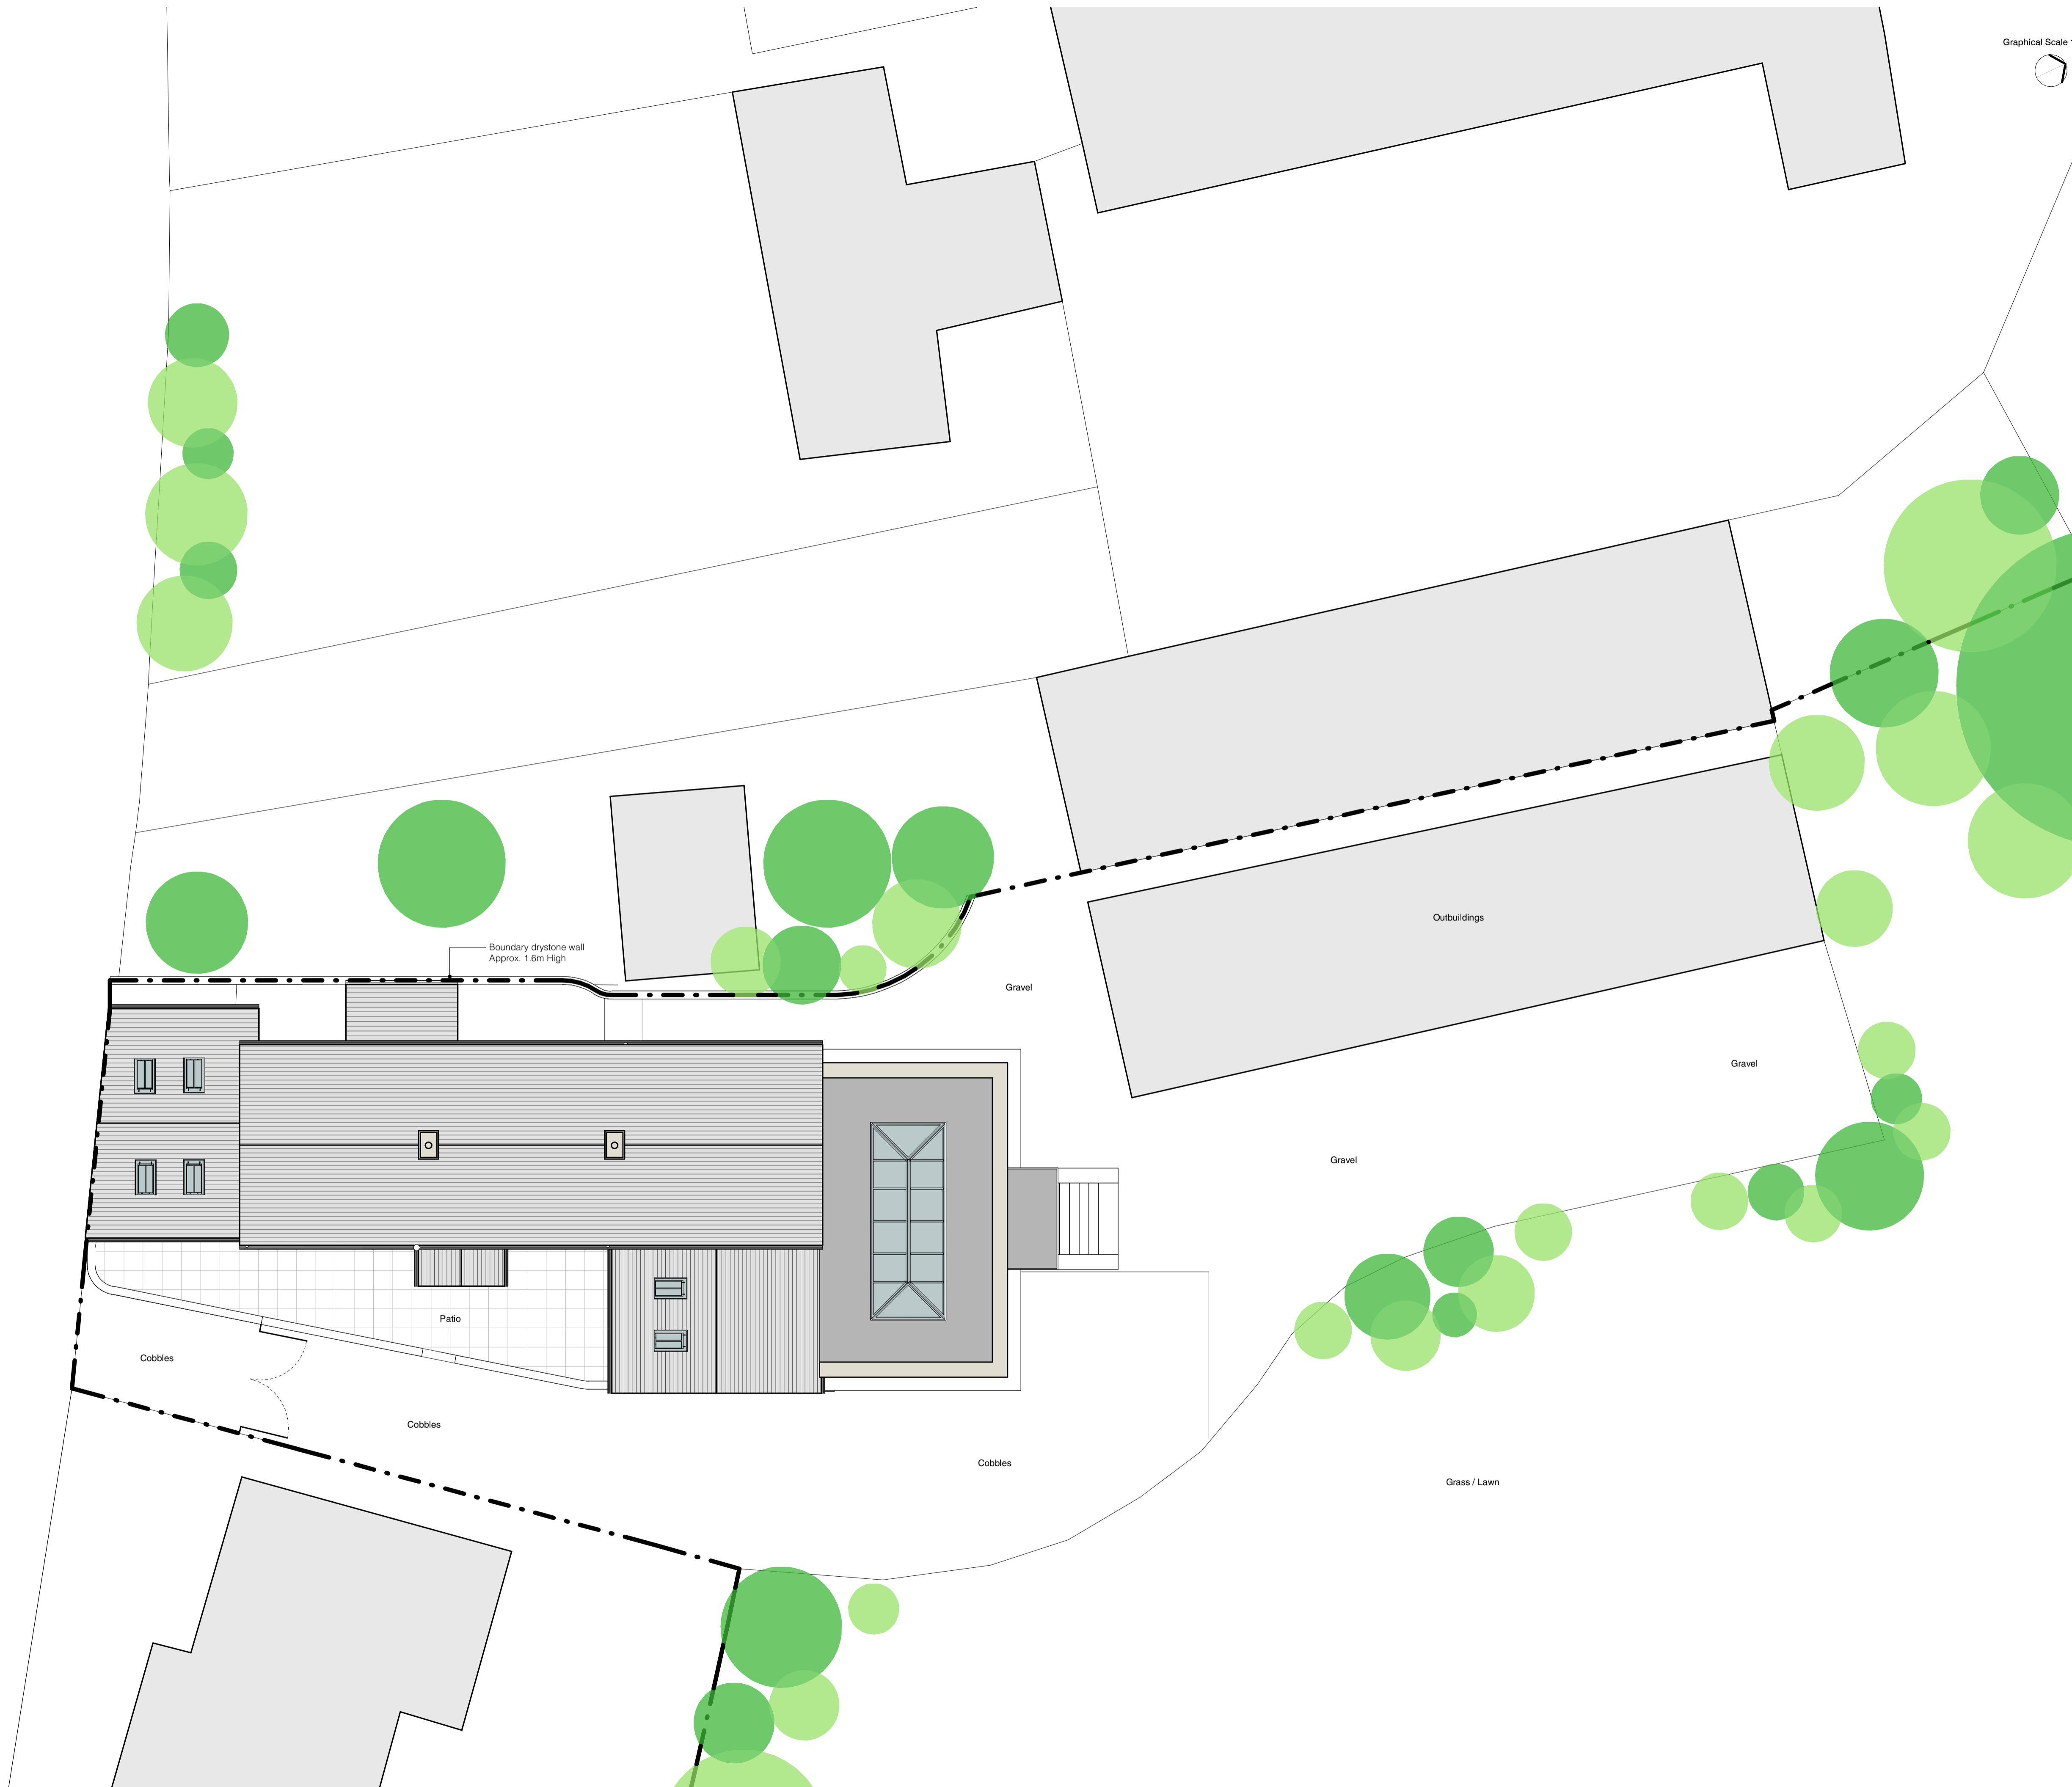 Graphical Scale
Outbuildings
Boundary drystone wall
Approx. 1.6m High
Gravel
Gravel
Gravel
Patio
Cobbles
Cobbles
Cobbles
Grass / Lawn